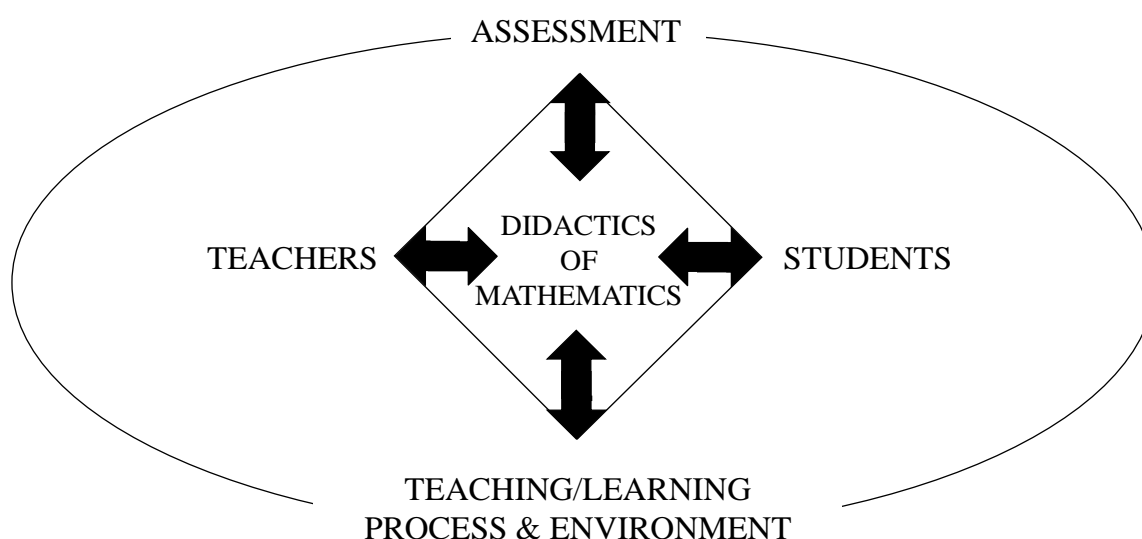 ASSESSMENT
DIDACTICS
OF
MATHEMATICS
TEACHERS
STUDENTS
TEACHING/LEARNING
PROCESS & ENVIRONMENT